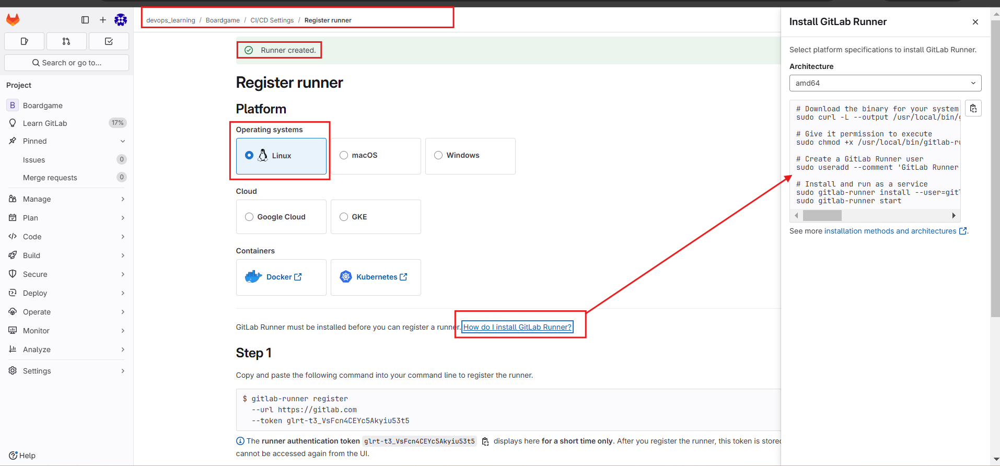 devops_learning / Boardgame / CI/CD Settings / Register runner
Search or go to...
Project
B Boardgame
Learn GitLab 17%
Pinned
Issues 0
Merge requests 0
Manage
Plan
Code
Build
Secure
Deploy
Operate
Monitor
Analyze
Settings
Help
Runner created.
Register runner
Platform
Operating systems
Linux
macOS
Windows
Cloud
Google Cloud
GKE
Containers
Docker
Kubernetes
GitLab Runner must be installed before you can register a runner. How do I install GitLab Runner?
Step 1
Copy and paste the following command into your command line to register the runner.
$ gitlab-runner register
--url https://gitlab.com
--token glrt-t3_VsFcn4CEYc5Akyiu53t5
The runner authentication token glrt-t3_VsFcn4CEYc5Akyiu53t5 displays here for a short time only. After you register the runner, this token is stored
cannot be accessed again from the UI.
Install GitLab Runner
Select platform specifications to install GitLab Runner.
Architecture
amd64
# Download the binary for your system
sudo curl -L --output /usr/local/bin/g
# Give it permission to execute
sudo chmod +x /usr/local/bin/gitlab-ru
# Create a GitLab Runner user
sudo useradd --comment 'GitLab Runner
# Install and run as a service
sudo gitlab-runner install --user=gitl
sudo gitlab-runner start
See more installation methods and architectures.